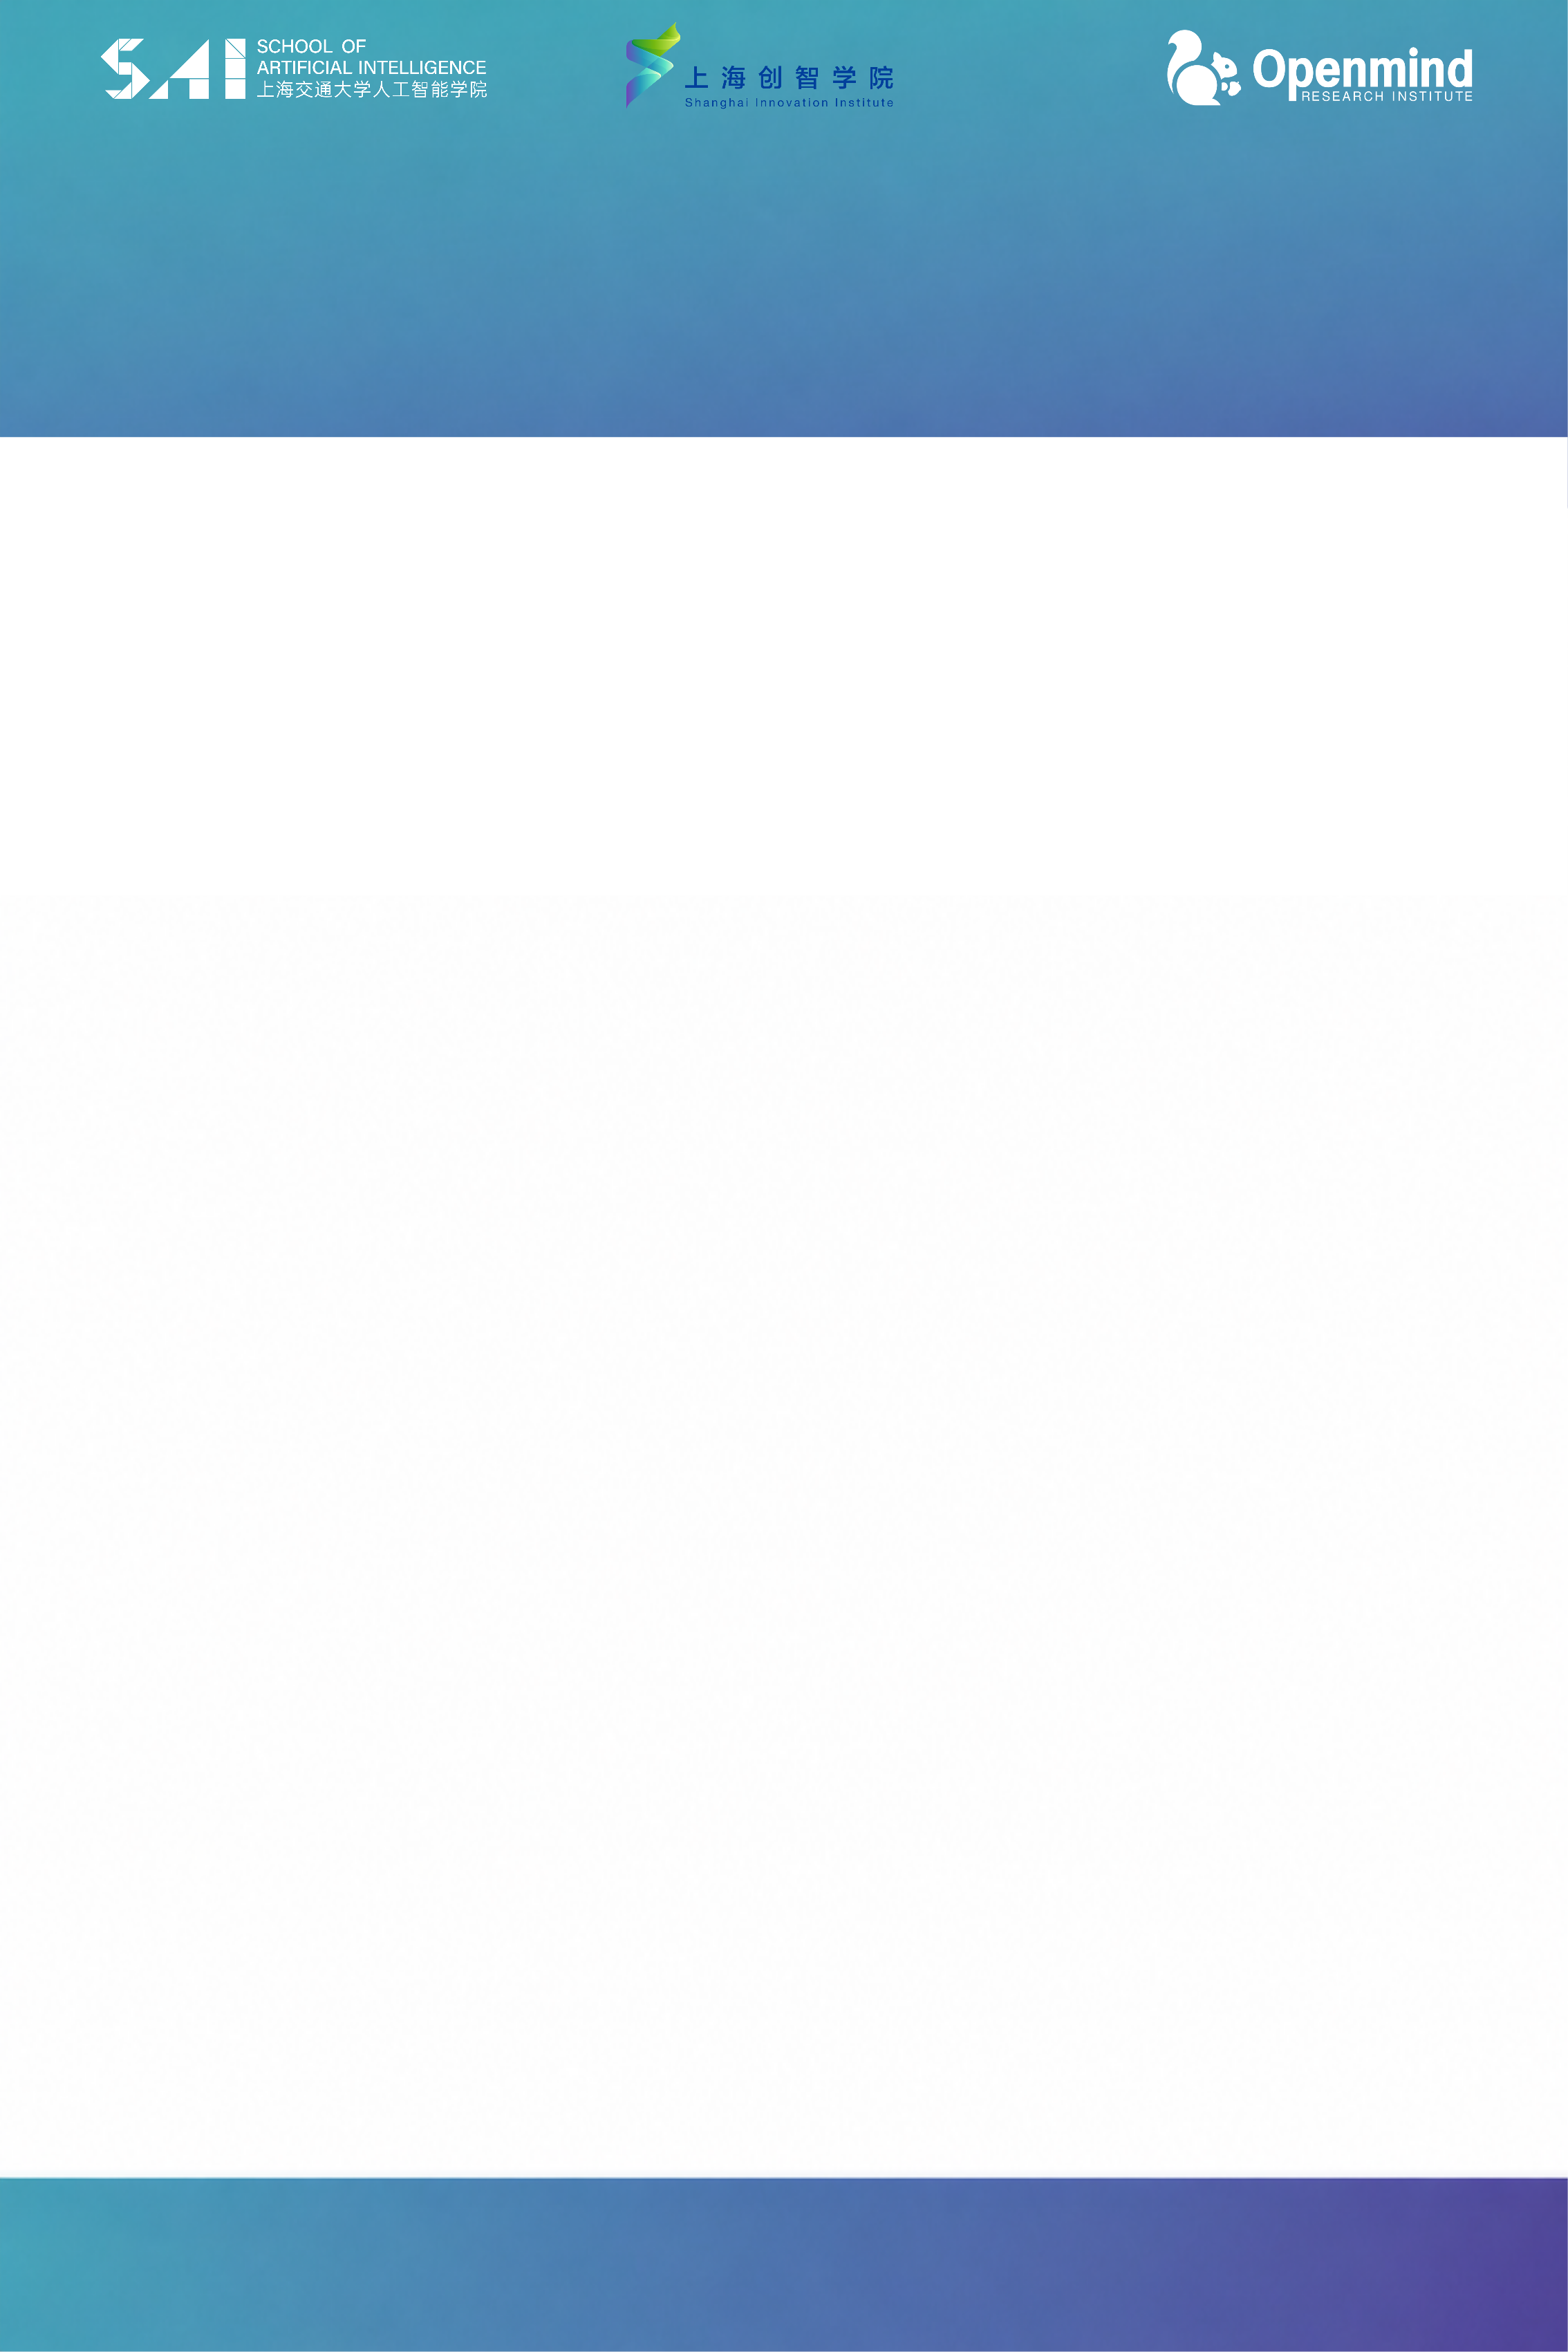 SCHOOL OF
ARTIFICIAL INTELLIGENCE
上海交通大学人工智能学院
上海创智学院
Shanghai Innovation Institute
Openmind
RESEARCH INSTITUTE